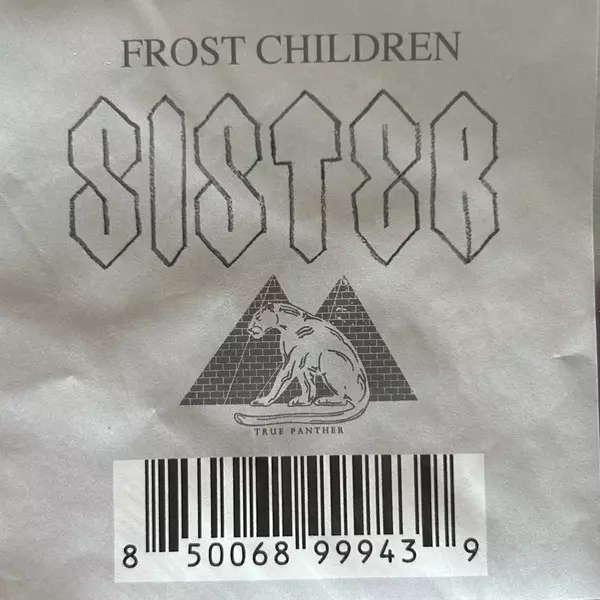 FROST CHILDREN
SISTER
TRUE PANTHER
8 50068 99943 9